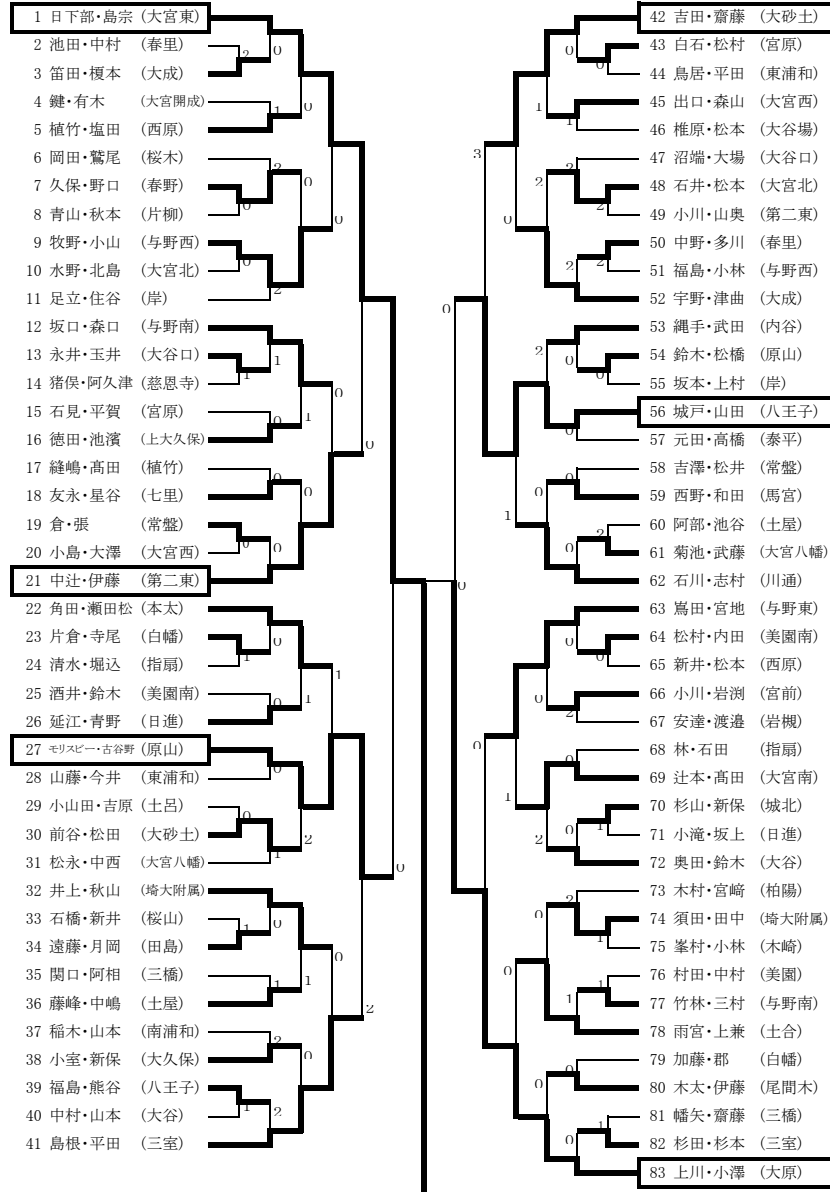 1 日下部・島宗 (大宮東)
2 池田・中村 (春里)
3 笛田・榎本 (大成)
4 鍵・有木 (大宮開成)
5 植竹・塩田 (西原)
6 岡田・鷲尾 (桜木)
7 久保・野口 (春野)
8 青山・秋本 (片柳)
9 牧野・小山 (与野西)
10 水野・北島 (大宮北)
11 足立・住谷 (岸)
12 坂口・森口 (与野南)
13 永井・玉井 (大谷口)
14 猪俣・阿久津 (慈恩寺)
15 石見・平賀 (宮原)
16 徳田・池濱 (上大久保)
17 縫嶋・髙田 (植竹)
18 友永・星谷 (七里)
19 倉・張 (常盤)
20 小島・大澤 (大宮西)
21 中辻・伊藤 (第二東)
22 角田・瀬田松 (本太)
23 片倉・寺尾 (白幡)
24 清水・堀込 (指扇)
25 酒井・鈴木 (美園南)
26 延江・青野 (日進)
27 モリスビー・古谷野 (原山)
28 山藤・今井 (東浦和)
29 小山田・吉原 (土呂)
30 前谷・松田 (大砂土)
31 松永・中西 (大宮八幡)
32 井上・秋山 (埼大附属)
33 石橋・新井 (桜山)
34 遠藤・月岡 (田島)
35 関口・阿相 (三橋)
36 藤峰・中嶋 (土屋)
37 稲木・山本 (南浦和)
38 小室・新保 (大久保)
39 福島・熊谷 (八王子)
40 中村・山本 (大谷)
41 島根・平田 (三室)
42 吉田・齋藤 (大砂土)
43 白石・松村 (宮原)
44 鳥居・平田 (東浦和)
45 出口・森山 (大宮西)
46 椎原・松本 (大谷場)
47 沼端・大場 (大谷口)
48 石井・松本 (大宮北)
49 小川・山奥 (第二東)
50 中野・多川 (春里)
51 福島・小林 (与野西)
52 宇野・津曲 (大成)
53 縄手・武田 (内谷)
54 鈴木・松橋 (原山)
55 坂本・上村 (岸)
56 城戸・山田 (八王子)
57 元田・高橋 (泰平)
58 吉澤・松井 (常盤)
59 西野・和田 (馬宮)
60 阿部・池谷 (土屋)
61 菊池・武藤 (大宮八幡)
62 石川・志村 (川通)
63 嶌田・宮地 (与野東)
64 松村・内田 (美園南)
65 新井・松本 (西原)
66 小川・岩渕 (宮前)
67 安達・渡邉 (岩槻)
68 林・石田 (指扇)
69 辻本・髙田 (大宮南)
70 杉山・新保 (城北)
71 小滝・坂上 (日進)
72 奥田・鈴木 (大谷)
73 木村・宮﨑 (柏陽)
74 須田・田中 (埼大附属)
75 峯村・小林 (木崎)
76 村田・中村 (美園)
77 竹林・三村 (与野南)
78 雨宮・上兼 (土合)
79 加藤・郡 (白幡)
80 木太・伊藤 (尾間木)
81 幡矢・齋藤 (三橋)
82 杉田・杉本 (三室)
83 上川・小澤 (大原)